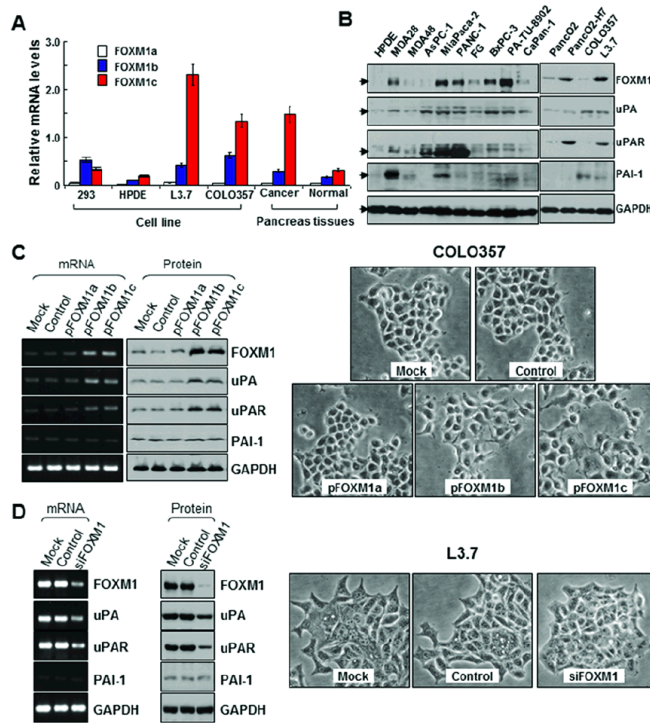 A
FOXM1a
FOXM1b
FOXM1c
Relative mRNA levels
3.0
2.0
1.0
0
293 HPDE L3.7 COLO357 Cancer Normal
Cell line Pancreas tissues
B
HPDE MDA28 MDA48 AsPC-1 MiaPaca-2 PANC-1 FG BxPC-3 PA-TU-8902 CaPan-1 PancO2 PancO2-H7 COLO357 L3.7
FOXM1
uPA
uPAR
PAI-1
GAPDH
C
mRNA Protein
Mock Control pFOXM1a pFOXM1b pFOXM1c Mock Control pFOXM1a pFOXM1b pFOXM1c
FOXM1
uPA
uPAR
PAI-1
GAPDH
COLO357
Mock Control
pFOXM1a pFOXM1b pFOXM1c
D
mRNA Protein
Mock Control siFOXM1 Mock Control siFOXM1
FOXM1 FOXM1
uPA uPA
uPAR uPAR
PAI-1 PAI-1
GAPDH GAPDH
L3.7
Mock Control siFOXM1